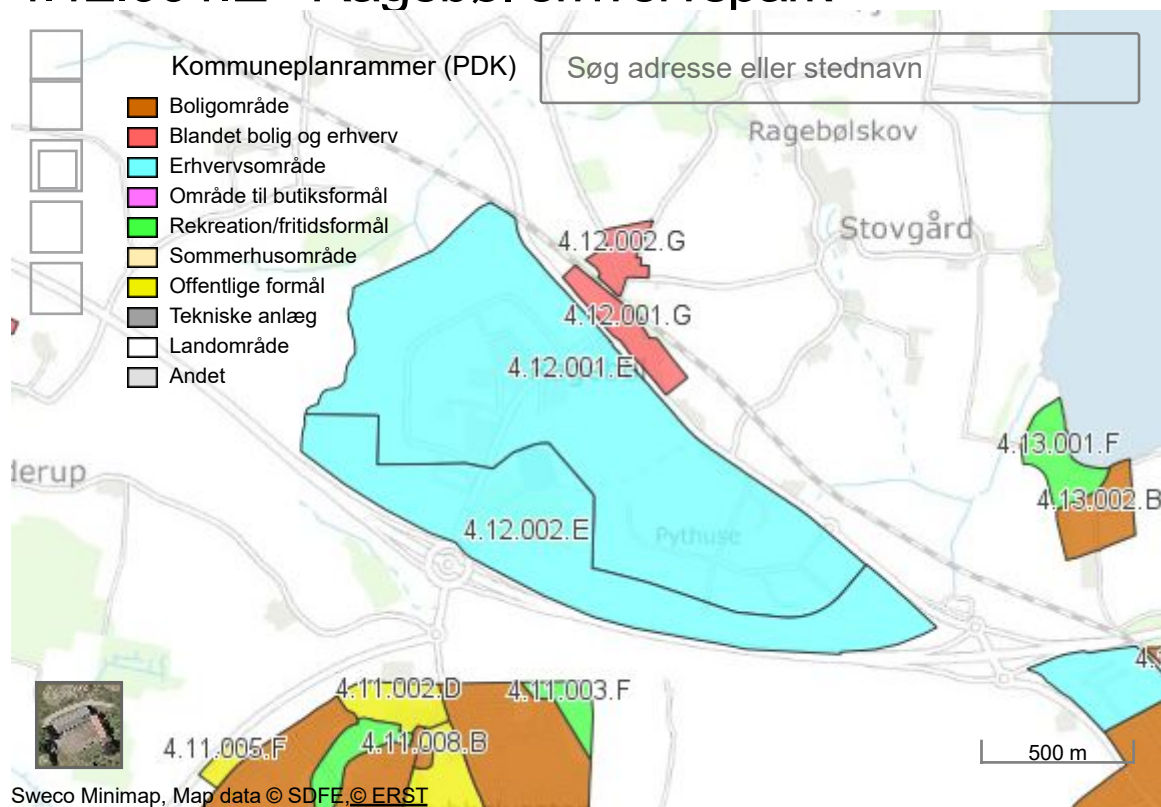 Kommuneplanrammer (PDK)
Søg adresse eller stednavn
Boligområde
Blandet bolig og erhverv
Erhvervsområde
Område til butiksformål
Rekreation/fritidsformål
Sommerhusområde
Offentlige formål
Tekniske anlæg
Landområde
Andet
Ragebølskov
Stovgård
4.12.002.G
4.12.001.G
4.12.001.E
4.13.001.F
4.13.002.B
derup
4.12.002.E
Pythuse
4.11.002.D
4.11.003.F
4.11.005.F
4.11.008.B
500 m
Sweco Minimap, Map data © SDFE,© ERST